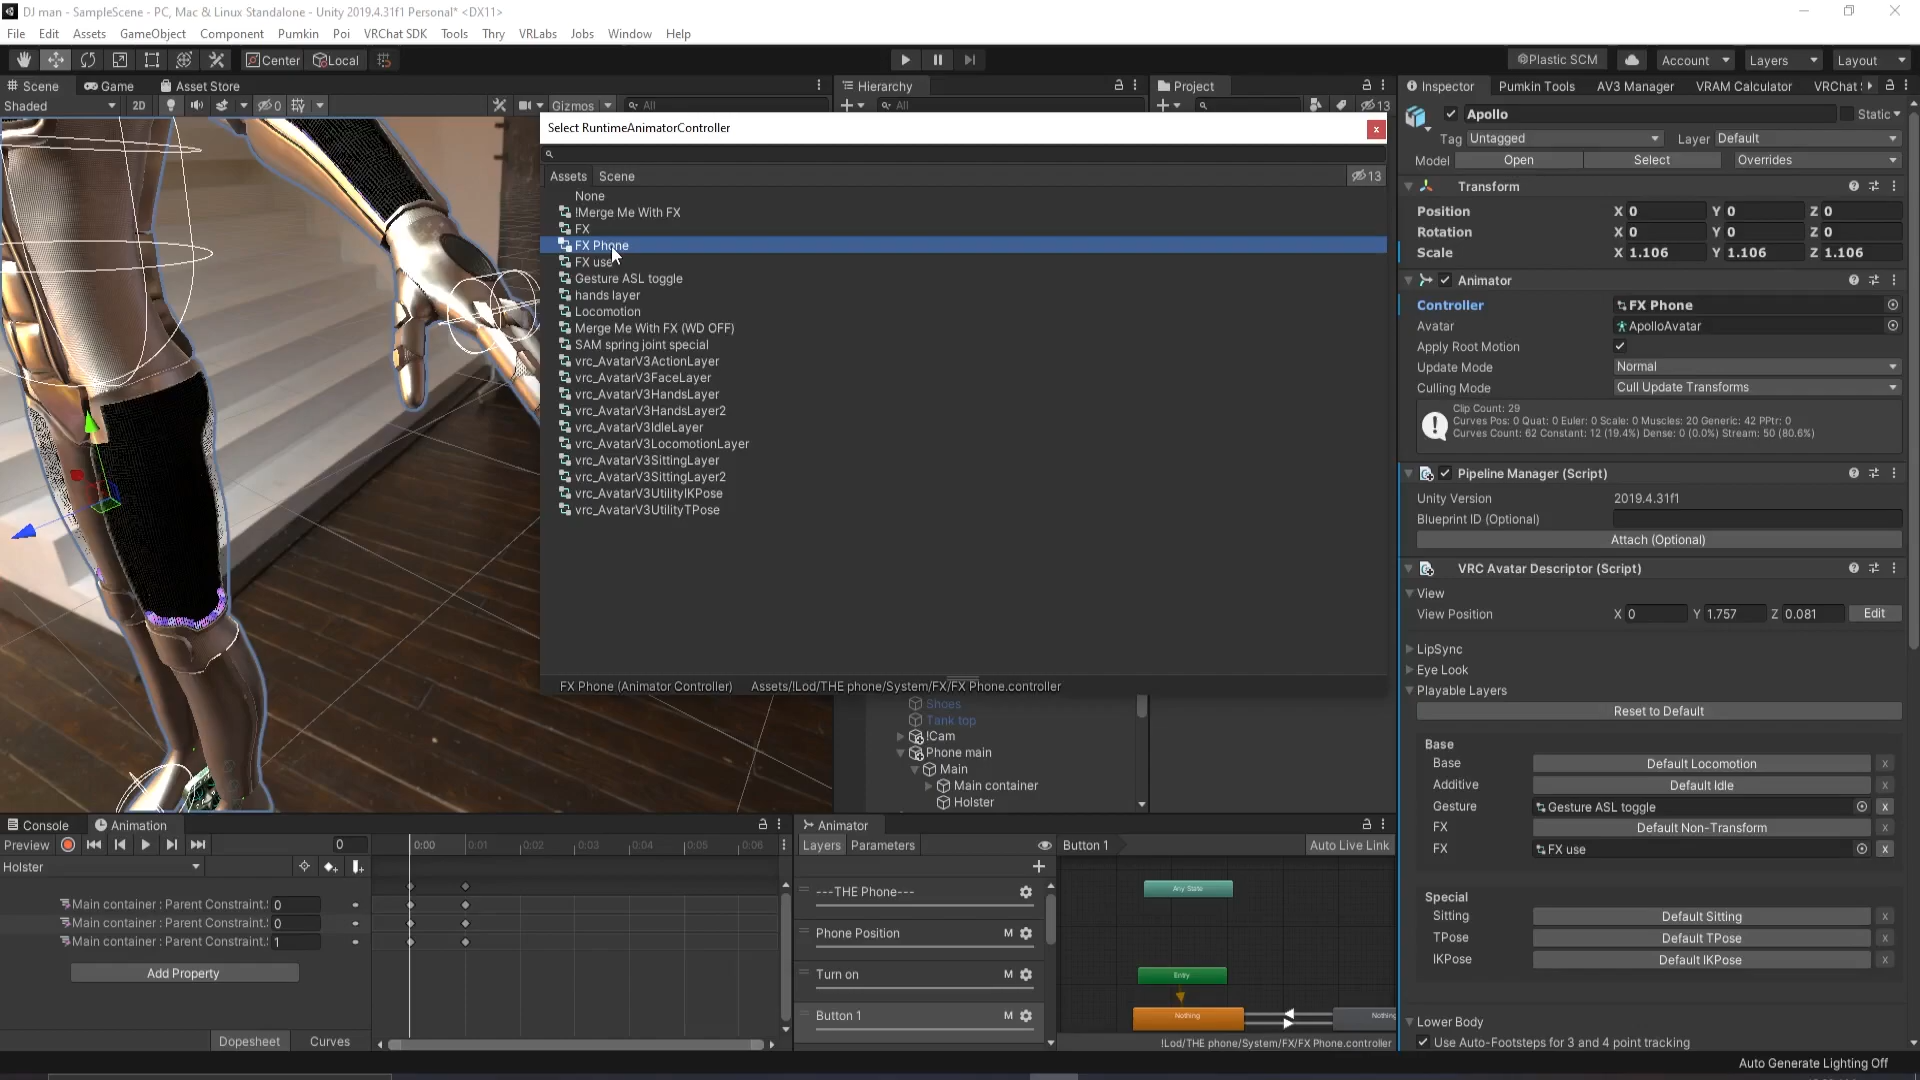 DJ man - SampleScene - PC, Mac & Linux Standalone - Unity 2019.4.31f1 Personal* <DX11>
File Edit Assets GameObject Component Pumkin Poi VRChat SDK Tools Thry VRLabs Jobs Window Help
Center Local Plastic SCM Account Layers Layout
Scene Game Asset Store Hierarchy Project Inspector Pumkin Tools AV3 Manager VRAM Calculator VRChat
Shaded 2D 0 Gizmos All All 13
Select RuntimeAnimatorController x
Assets Scene 13
None
!Merge Me With FX
FX
FX Phone
FX use
Gesture ASL toggle
hands layer
Locomotion
Merge Me With FX (WD OFF)
SAM spring joint special
vrc_AvatarV3ActionLayer
vrc_AvatarV3FaceLayer
vrc_AvatarV3HandsLayer
vrc_AvatarV3HandsLayer2
vrc_AvatarV3IdleLayer
vrc_AvatarV3LocomotionLayer
vrc_AvatarV3SittingLayer
vrc_AvatarV3SittingLayer2
vrc_AvatarV3UtilityIKPose
vrc_AvatarV3UtilityTPose
FX Phone (Animator Controller) Assets/!Lod/THE phone/System/FX/FX Phone.controller
Shoes
Tank top
!Cam
Phone main
Main
Main container
Holster
Apollo Static
Tag Untagged Layer Default
Model Open Select Overrides
Transform
Position X 0 Y 0 Z 0
Rotation X 0 Y 0 Z 0
Scale X 1.106 Y 1.106 Z 1.106
Animator
Controller FX Phone
Avatar ApolloAvatar
Apply Root Motion
Update Mode Normal
Culling Mode Cull Update Transforms
Clip Count: 29
Curves Pos: 0 Quat: 0 Euler: 0 Scale: 0 Muscles: 20 Generic: 42 PPtr: 0
Curves Count: 62 Constant: 12 (19.4%) Dense: 0 (0.0%) Stream: 50 (80.6%)
Pipeline Manager (Script)
Unity Version 2019.4.31f1
Blueprint ID (Optional)
Attach (Optional)
VRC Avatar Descriptor (Script)
View
View Position X 0 Y 1.757 Z 0.081 Edit
LipSync
Eye Look
Playable Layers
Reset to Default
Base
Base Default Locomotion x
Additive Default Idle x
Gesture Gesture ASL toggle x
FX Default Non-Transform x
FX FX use x
Special
Sitting Default Sitting x
TPose Default TPose x
IKPose Default IKPose x
Lower Body
Use Auto-Footsteps for 3 and 4 point tracking
Console Animation
Preview 0 0:00 0:01 0:02 0:03 0:04 0:05 0:06
Holster
Main container : Parent Constraint. 0
Main container : Parent Constraint. 0
Main container : Parent Constraint. 1
Add Property
Dopesheet Curves
Animator
Layers Parameters Button 1 Auto Live Link
---THE Phone---
Phone Position M
Turn on M
Button 1 M
Any State
Entry
Nothing Nothing
!Lod/THE phone/System/FX/FX Phone.controller
Auto Generate Lighting Off